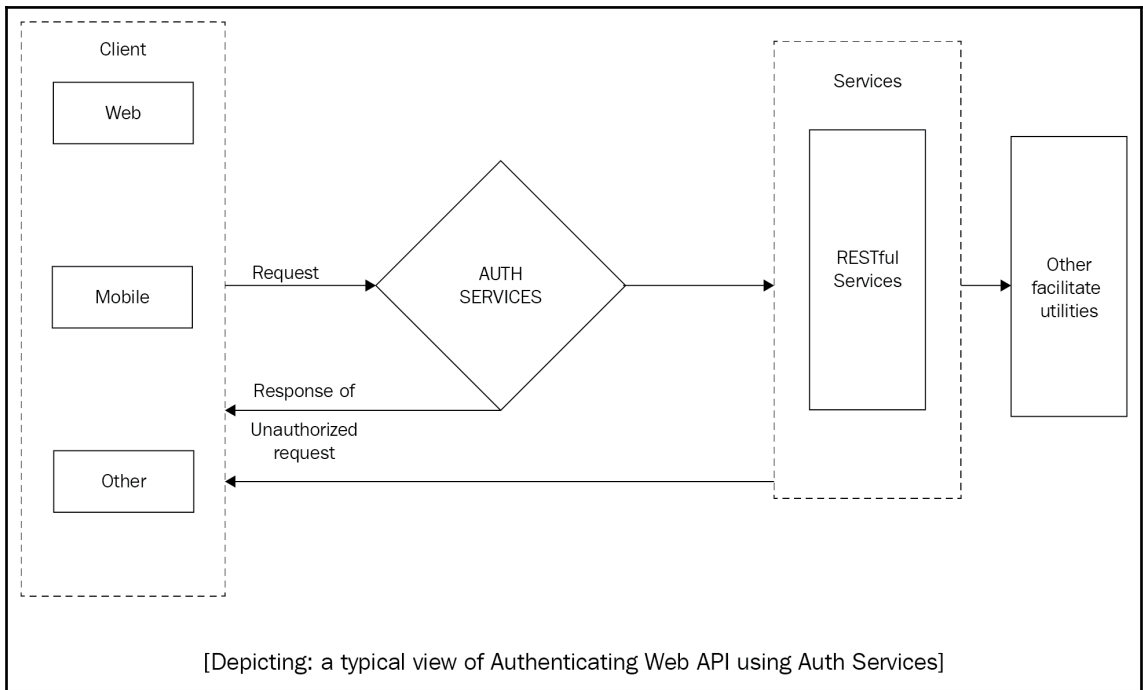 Client
Web
Mobile
Other
Request
Response of
Unauthorized
request
AUTH
SERVICES
Services
RESTful
Services
Other
facilitate
utilities
[Depicting: a typical view of Authenticating Web API using Auth Services]